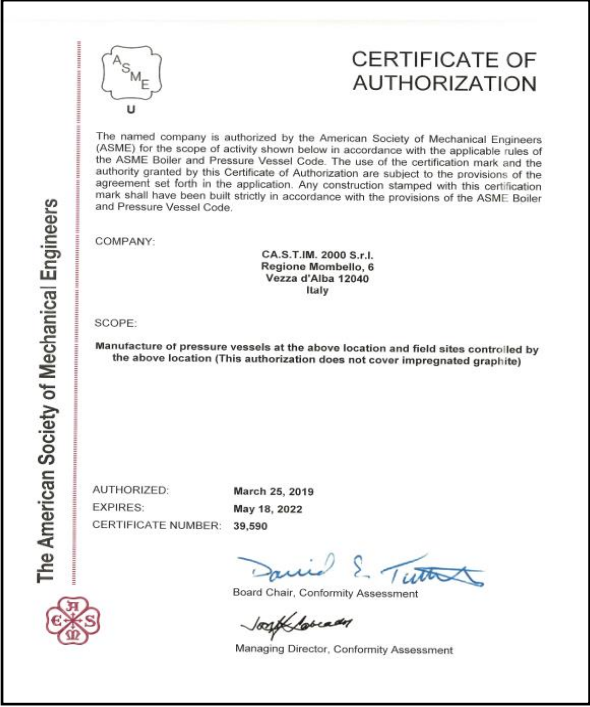 ASME
U
CERTIFICATE OF
AUTHORIZATION
The named company is authorized by the American Society of Mechanical Engineers
(ASME) for the scope of activity shown below in accordance with the applicable rules of
the ASME Boiler and Pressure Vessel Code. The use of the certification mark and the
authority granted by this Certificate of Authorization are subject to the provisions of the
agreement set forth in the application. Any construction stamped with this certification
mark shall have been built strictly in accordance with the provisions of the ASME Boiler
and Pressure Vessel Code.
COMPANY:
CA.S.T.IM. 2000 S.r.l.
Regione Mombello, 6
Vezza d'Alba 12040
Italy
SCOPE:
Manufacture of pressure vessels at the above location and field sites controlled by
the above location (This authorization does not cover impregnated graphite)
AUTHORIZED: March 25, 2019
EXPIRES: May 18, 2022
CERTIFICATE NUMBER: 39,590
David E. Tuttle
Board Chair, Conformity Assessment
Managing Director, Conformity Assessment
The American Society of Mechanical Engineers
ASME